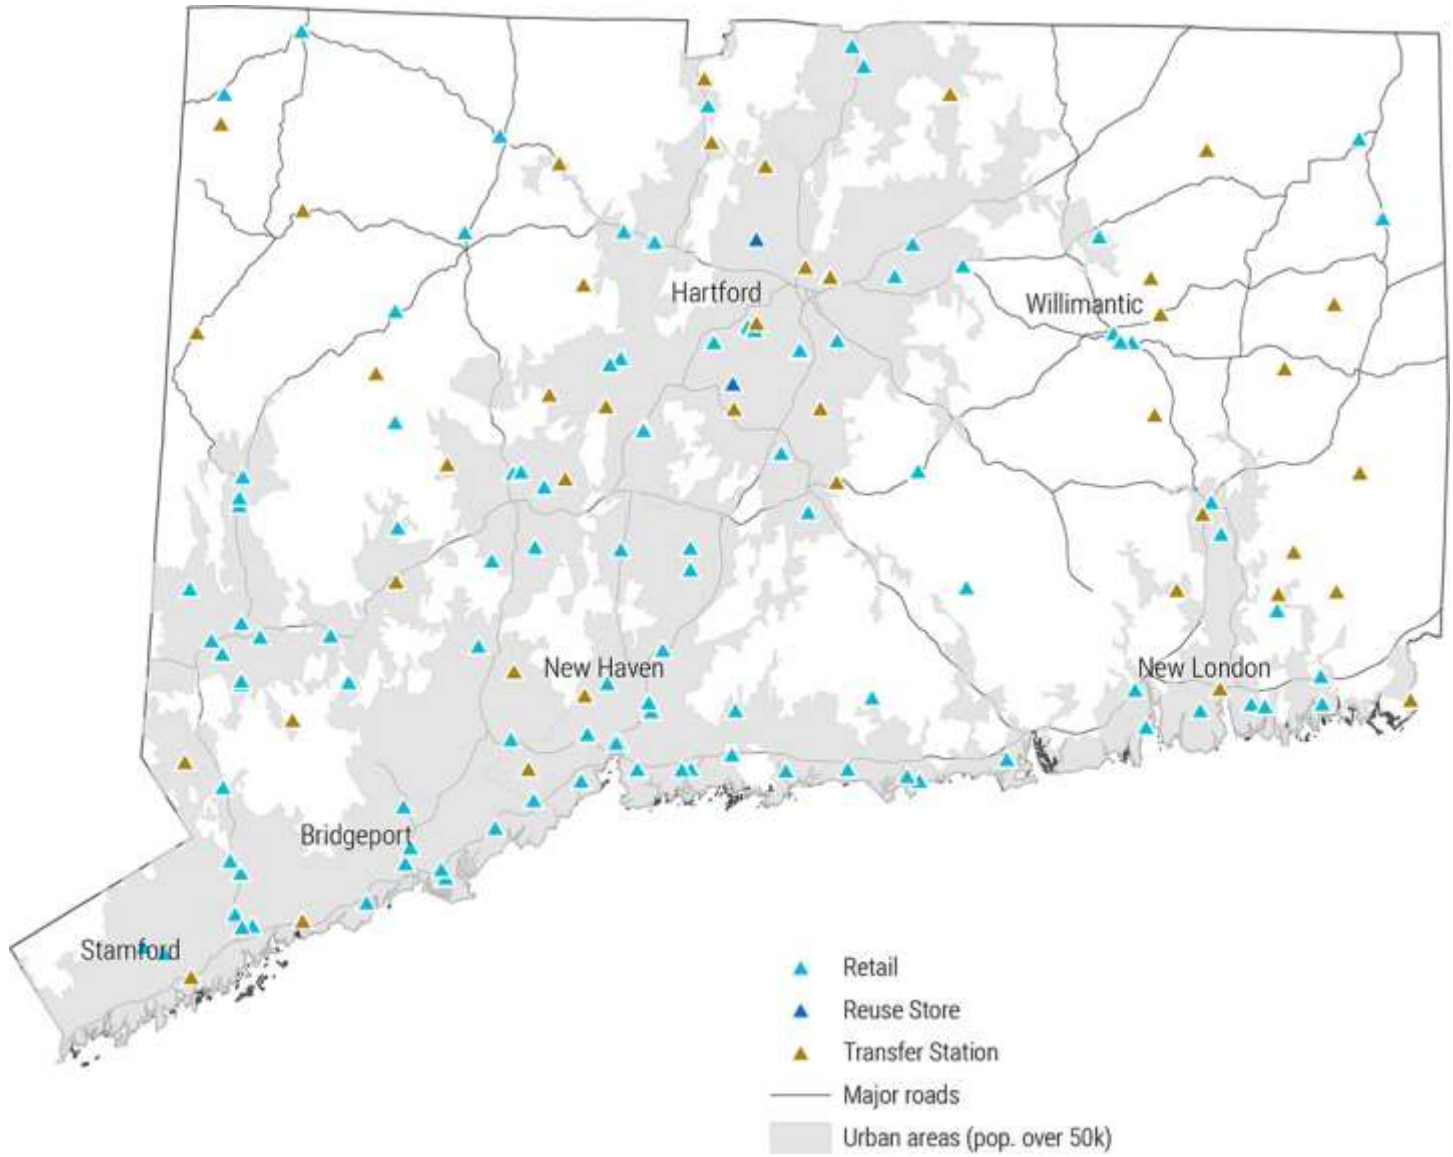 Hartford
Willimantic
New Haven
New London
Bridgeport
Stamford
Retail
Reuse Store
Transfer Station
Major roads
Urban areas (pop. over 50k)